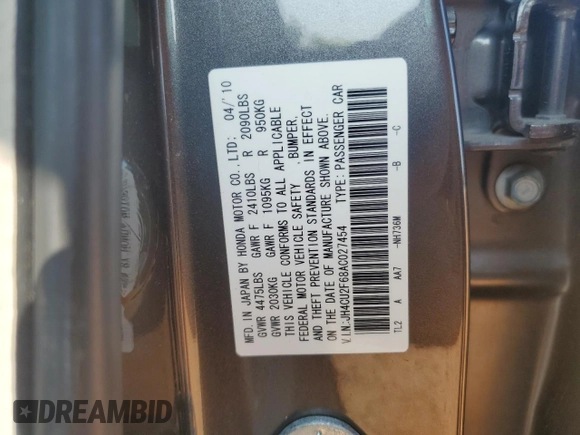 MFD. IN JAPAN BY HONDA MOTOR CO., LTD: 04/'10
GVWR 4475LBS GAWR F 2410LBS R 2090LBS
GVWR 2030KG GAWR F 1095KG R 950KG
THIS VEHICLE CONFORMS TO ALL APPLICABLE
FEDERAL MOTOR VEHICLE SAFETY ,BUMPER,
AND THEFT PREVENTION STANDARDS IN EFFECT
ON THE DATE OF MANUFACTURE SHOWN ABOVE.
V.I.N:JH4CU2F68AC027454 TYPE:PASSENGER CAR
TL2 A AA7 -NH736M -B -C
DREAMBID